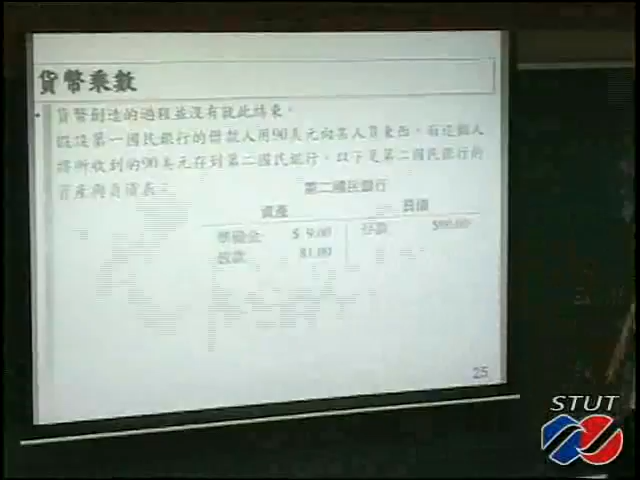 貨幣乘數
• 貨幣創造的過程並沒有就此結束。
假設第一國民銀行的借款人用90美元向某人買東西，而這個人
將所收到的90美元存到第二國民銀行。以下是第二國民銀行的
資產與負債表：
第二國民銀行
資產 負債
準備金 $ 9.00 存款 $90.00
放款 81.00
25
STUT